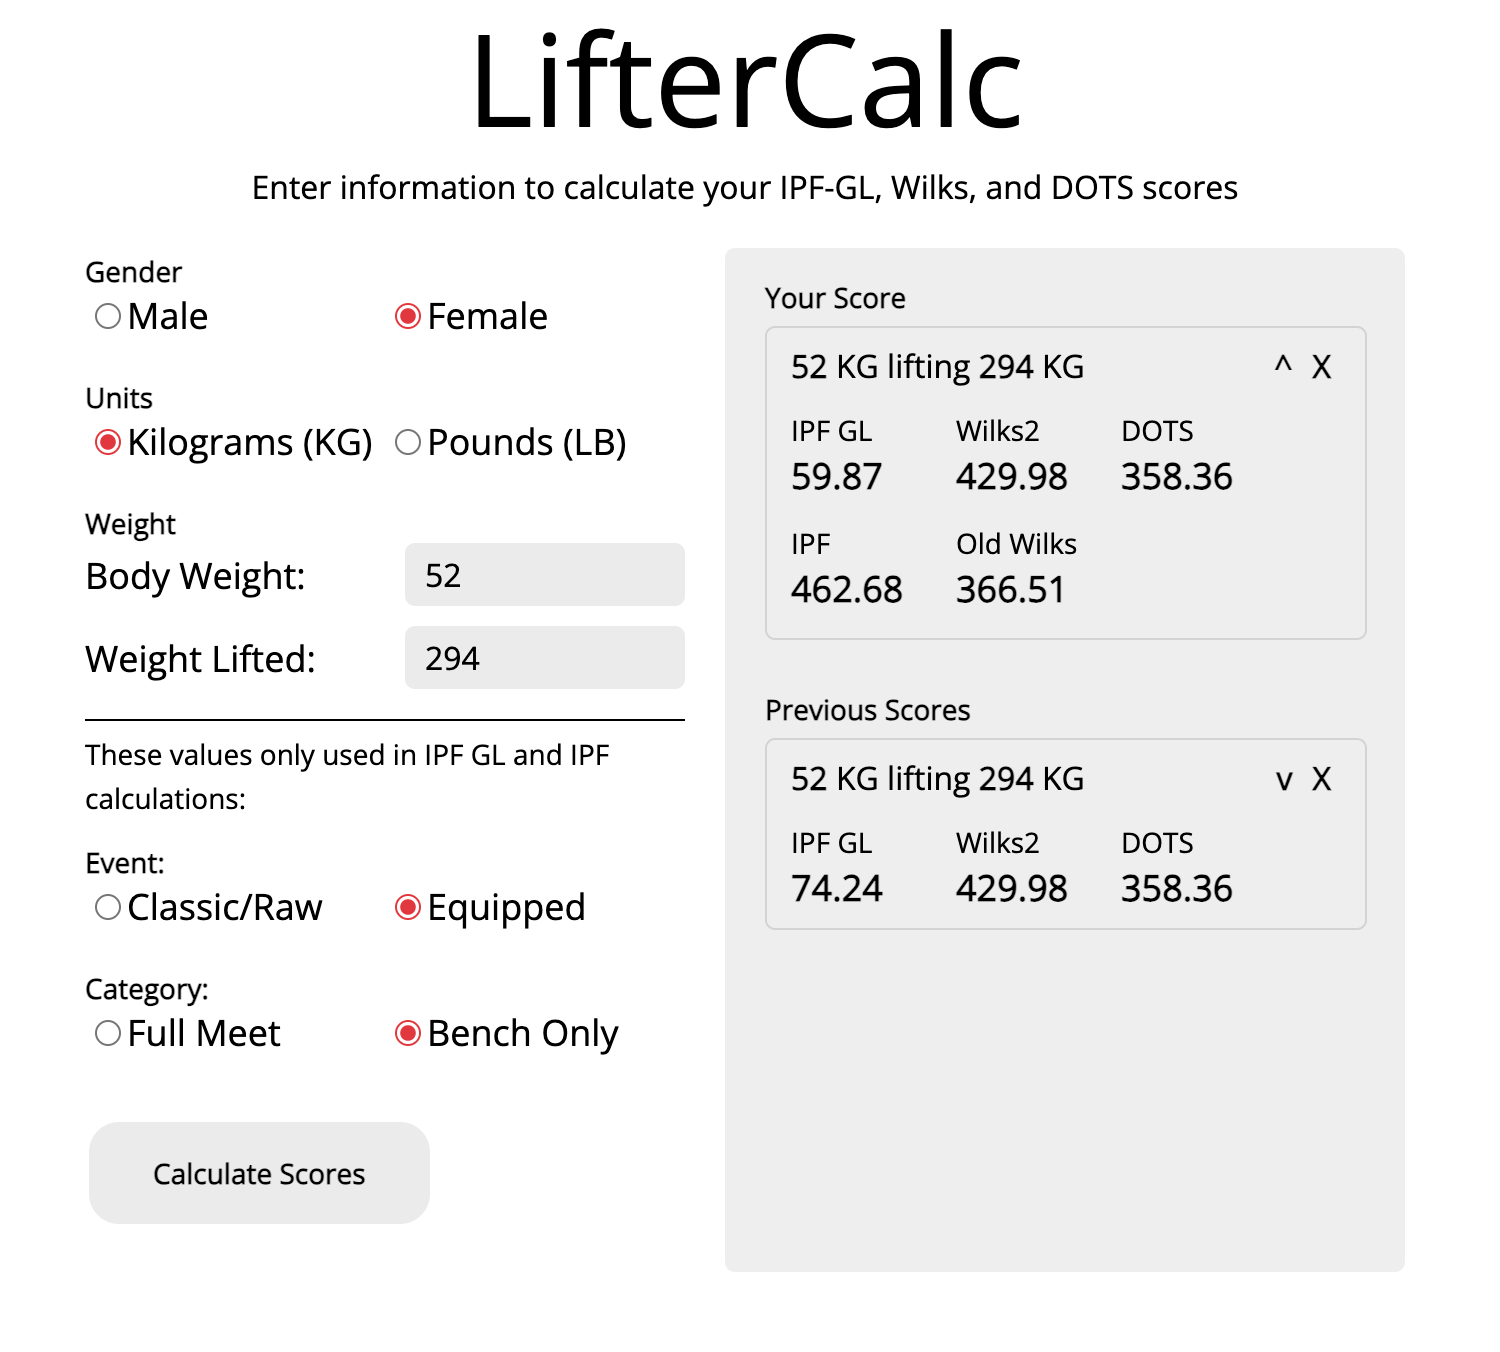 LifterCalc
Enter information to calculate your IPF-GL, Wilks, and DOTS scores
Gender
Male Female
Units
Kilograms (KG) Pounds (LB)
Weight
Body Weight: 52
Weight Lifted: 294
These values only used in IPF GL and IPF
calculations:
Event:
Classic/Raw Equipped
Category:
Full Meet Bench Only
Calculate Scores
Your Score
52 KG lifting 294 KG ^ X
IPF GL Wilks2 DOTS
59.87 429.98 358.36
IPF Old Wilks
462.68 366.51
Previous Scores
52 KG lifting 294 KG v X
IPF GL Wilks2 DOTS
74.24 429.98 358.36